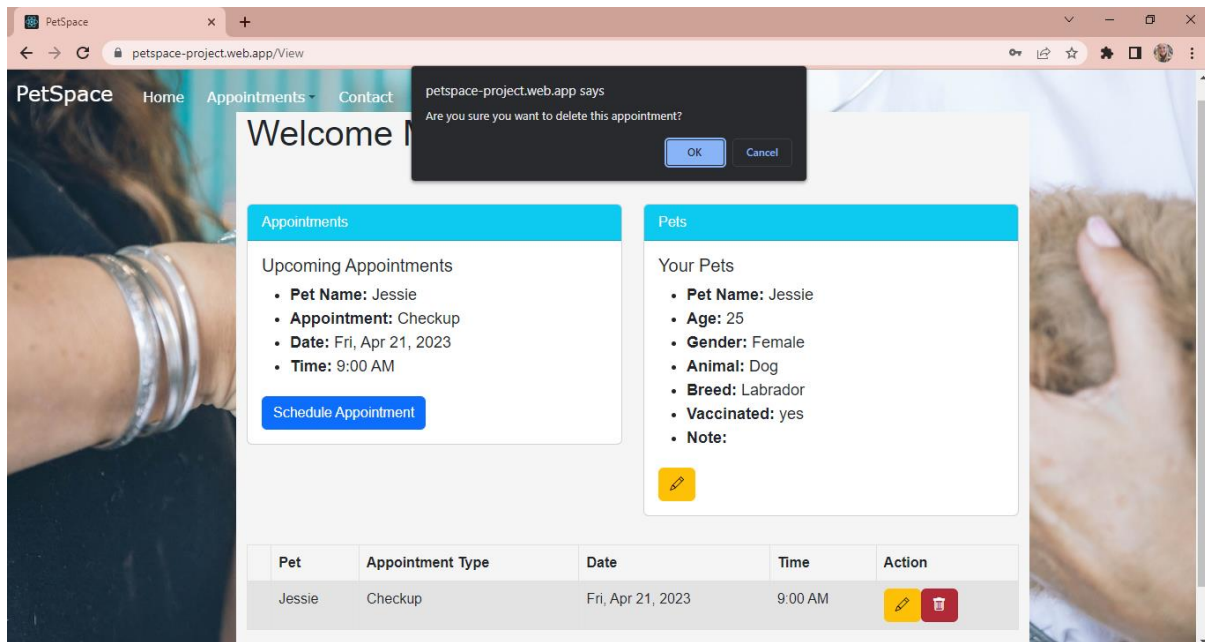 PetSpace
petspace-project.web.app/View
PetSpace Home Appointments Contact
petspace-project.web.app says
Are you sure you want to delete this appointment?
OK Cancel
Welcome
Appointments
Upcoming Appointments
• Pet Name: Jessie
• Appointment: Checkup
• Date: Fri, Apr 21, 2023
• Time: 9:00 AM
Schedule Appointment
Pets
Your Pets
• Pet Name: Jessie
• Age: 25
• Gender: Female
• Animal: Dog
• Breed: Labrador
• Vaccinated: yes
• Note:
Pet Appointment Type Date Time Action
Jessie Checkup Fri, Apr 21, 2023 9:00 AM